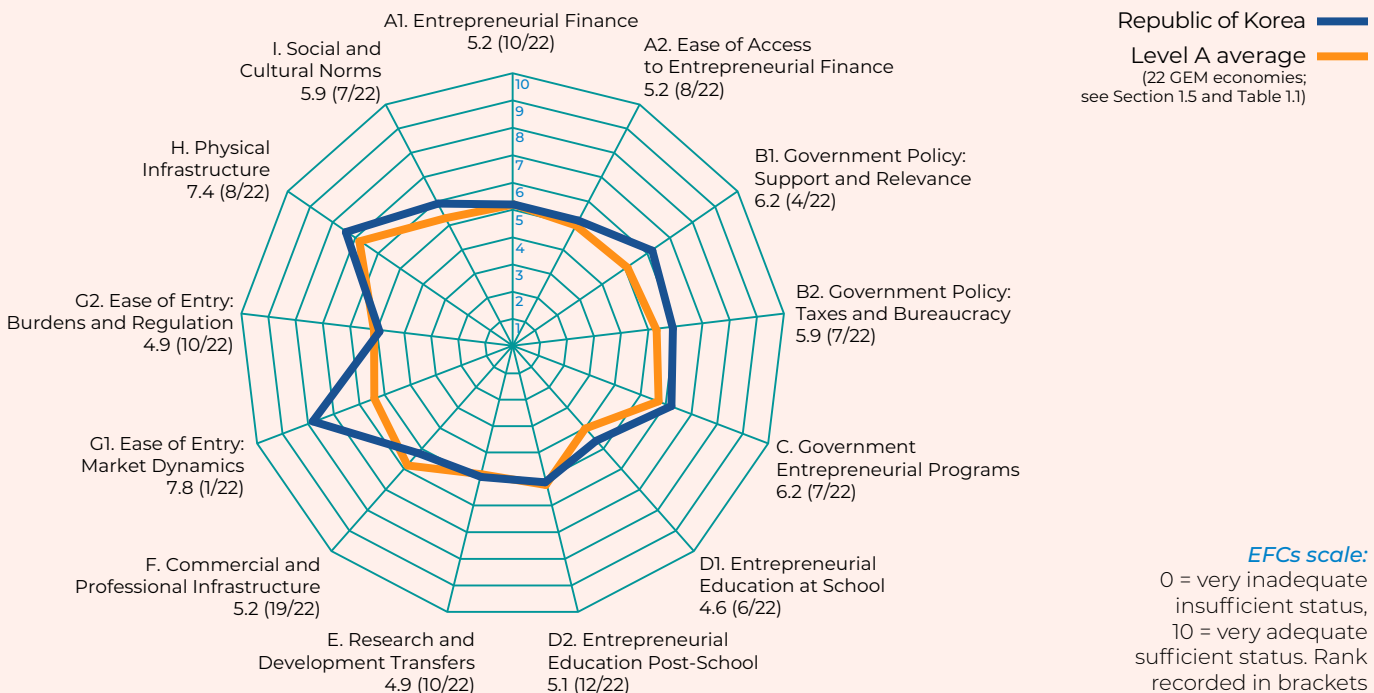 A1. Entrepreneurial Finance
5.2 (10/22)
A2. Ease of Access
to Entrepreneurial Finance
5.2 (8/22)
B1. Government Policy:
Support and Relevance
6.2 (4/22)
B2. Government Policy:
Taxes and Bureaucracy
5.9 (7/22)
C. Government
Entrepreneurial Programs
6.2 (7/22)
D1. Entrepreneurial
Education at School
4.6 (6/22)
D2. Entrepreneurial
Education Post-School
5.1 (12/22)
E. Research and
Development Transfers
4.9 (10/22)
F. Commercial and
Professional Infrastructure
5.2 (19/22)
G1. Ease of Entry:
Market Dynamics
7.8 (1/22)
G2. Ease of Entry:
Burdens and Regulation
4.9 (10/22)
H. Physical
Infrastructure
7.4 (8/22)
I. Social and
Cultural Norms
5.9 (7/22)
10
9
8
7
6
5
4
3
2
1
Republic of Korea
Level A average
(22 GEM economies;
see Section 1.5 and Table 1.1)
EFCs scale:
0 = very inadequate
insufficient status,
10 = very adequate
sufficient status. Rank
recorded in brackets